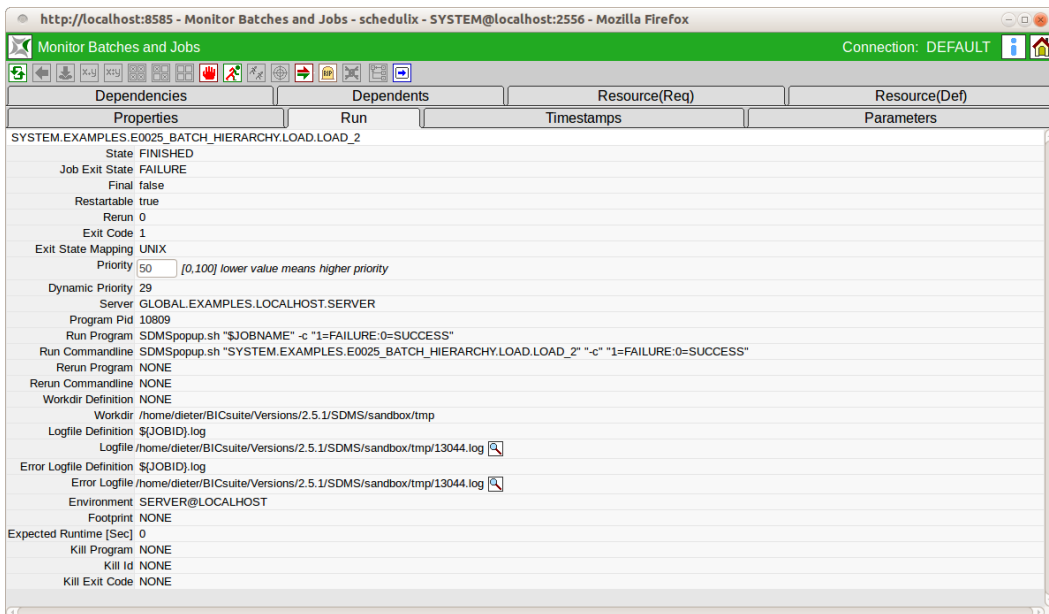 http://localhost:8585 - Monitor Batches and Jobs - schedulix - SYSTEM@localhost:2556 - Mozilla Firefox
Monitor Batches and Jobs Connection: DEFAULT
Dependencies Dependents Resource(Req) Resource(Def)
Properties Run Timestamps Parameters
SYSTEM.EXAMPLES.E0025_BATCH_HIERARCHY.LOAD.LOAD_2
State FINISHED
Job Exit State FAILURE
Final false
Restartable true
Rerun 0
Exit Code 1
Exit State Mapping UNIX
Priority 50 [0,100] lower value means higher priority
Dynamic Priority 29
Server GLOBAL.EXAMPLES.LOCALHOST.SERVER
Program Pid 10809
Run Program SDMSpopup.sh "$JOBNAME" -c "1=FAILURE:0=SUCCESS"
Run Commandline SDMSpopup.sh "SYSTEM.EXAMPLES.E0025_BATCH_HIERARCHY.LOAD.LOAD_2" "-c" "1=FAILURE:0=SUCCESS"
Rerun Program NONE
Rerun Commandline NONE
Workdir Definition NONE
Workdir /home/dieter/BICsuite/Versions/2.5.1/SDMS/sandbox/tmp
Logfile Definition ${JOBID}.log
Logfile /home/dieter/BICsuite/Versions/2.5.1/SDMS/sandbox/tmp/13044.log
Error Logfile Definition ${JOBID}.log
Error Logfile /home/dieter/BICsuite/Versions/2.5.1/SDMS/sandbox/tmp/13044.log
Environment SERVER@LOCALHOST
Footprint NONE
Expected Runtime [Sec] 0
Kill Program NONE
Kill Id NONE
Kill Exit Code NONE